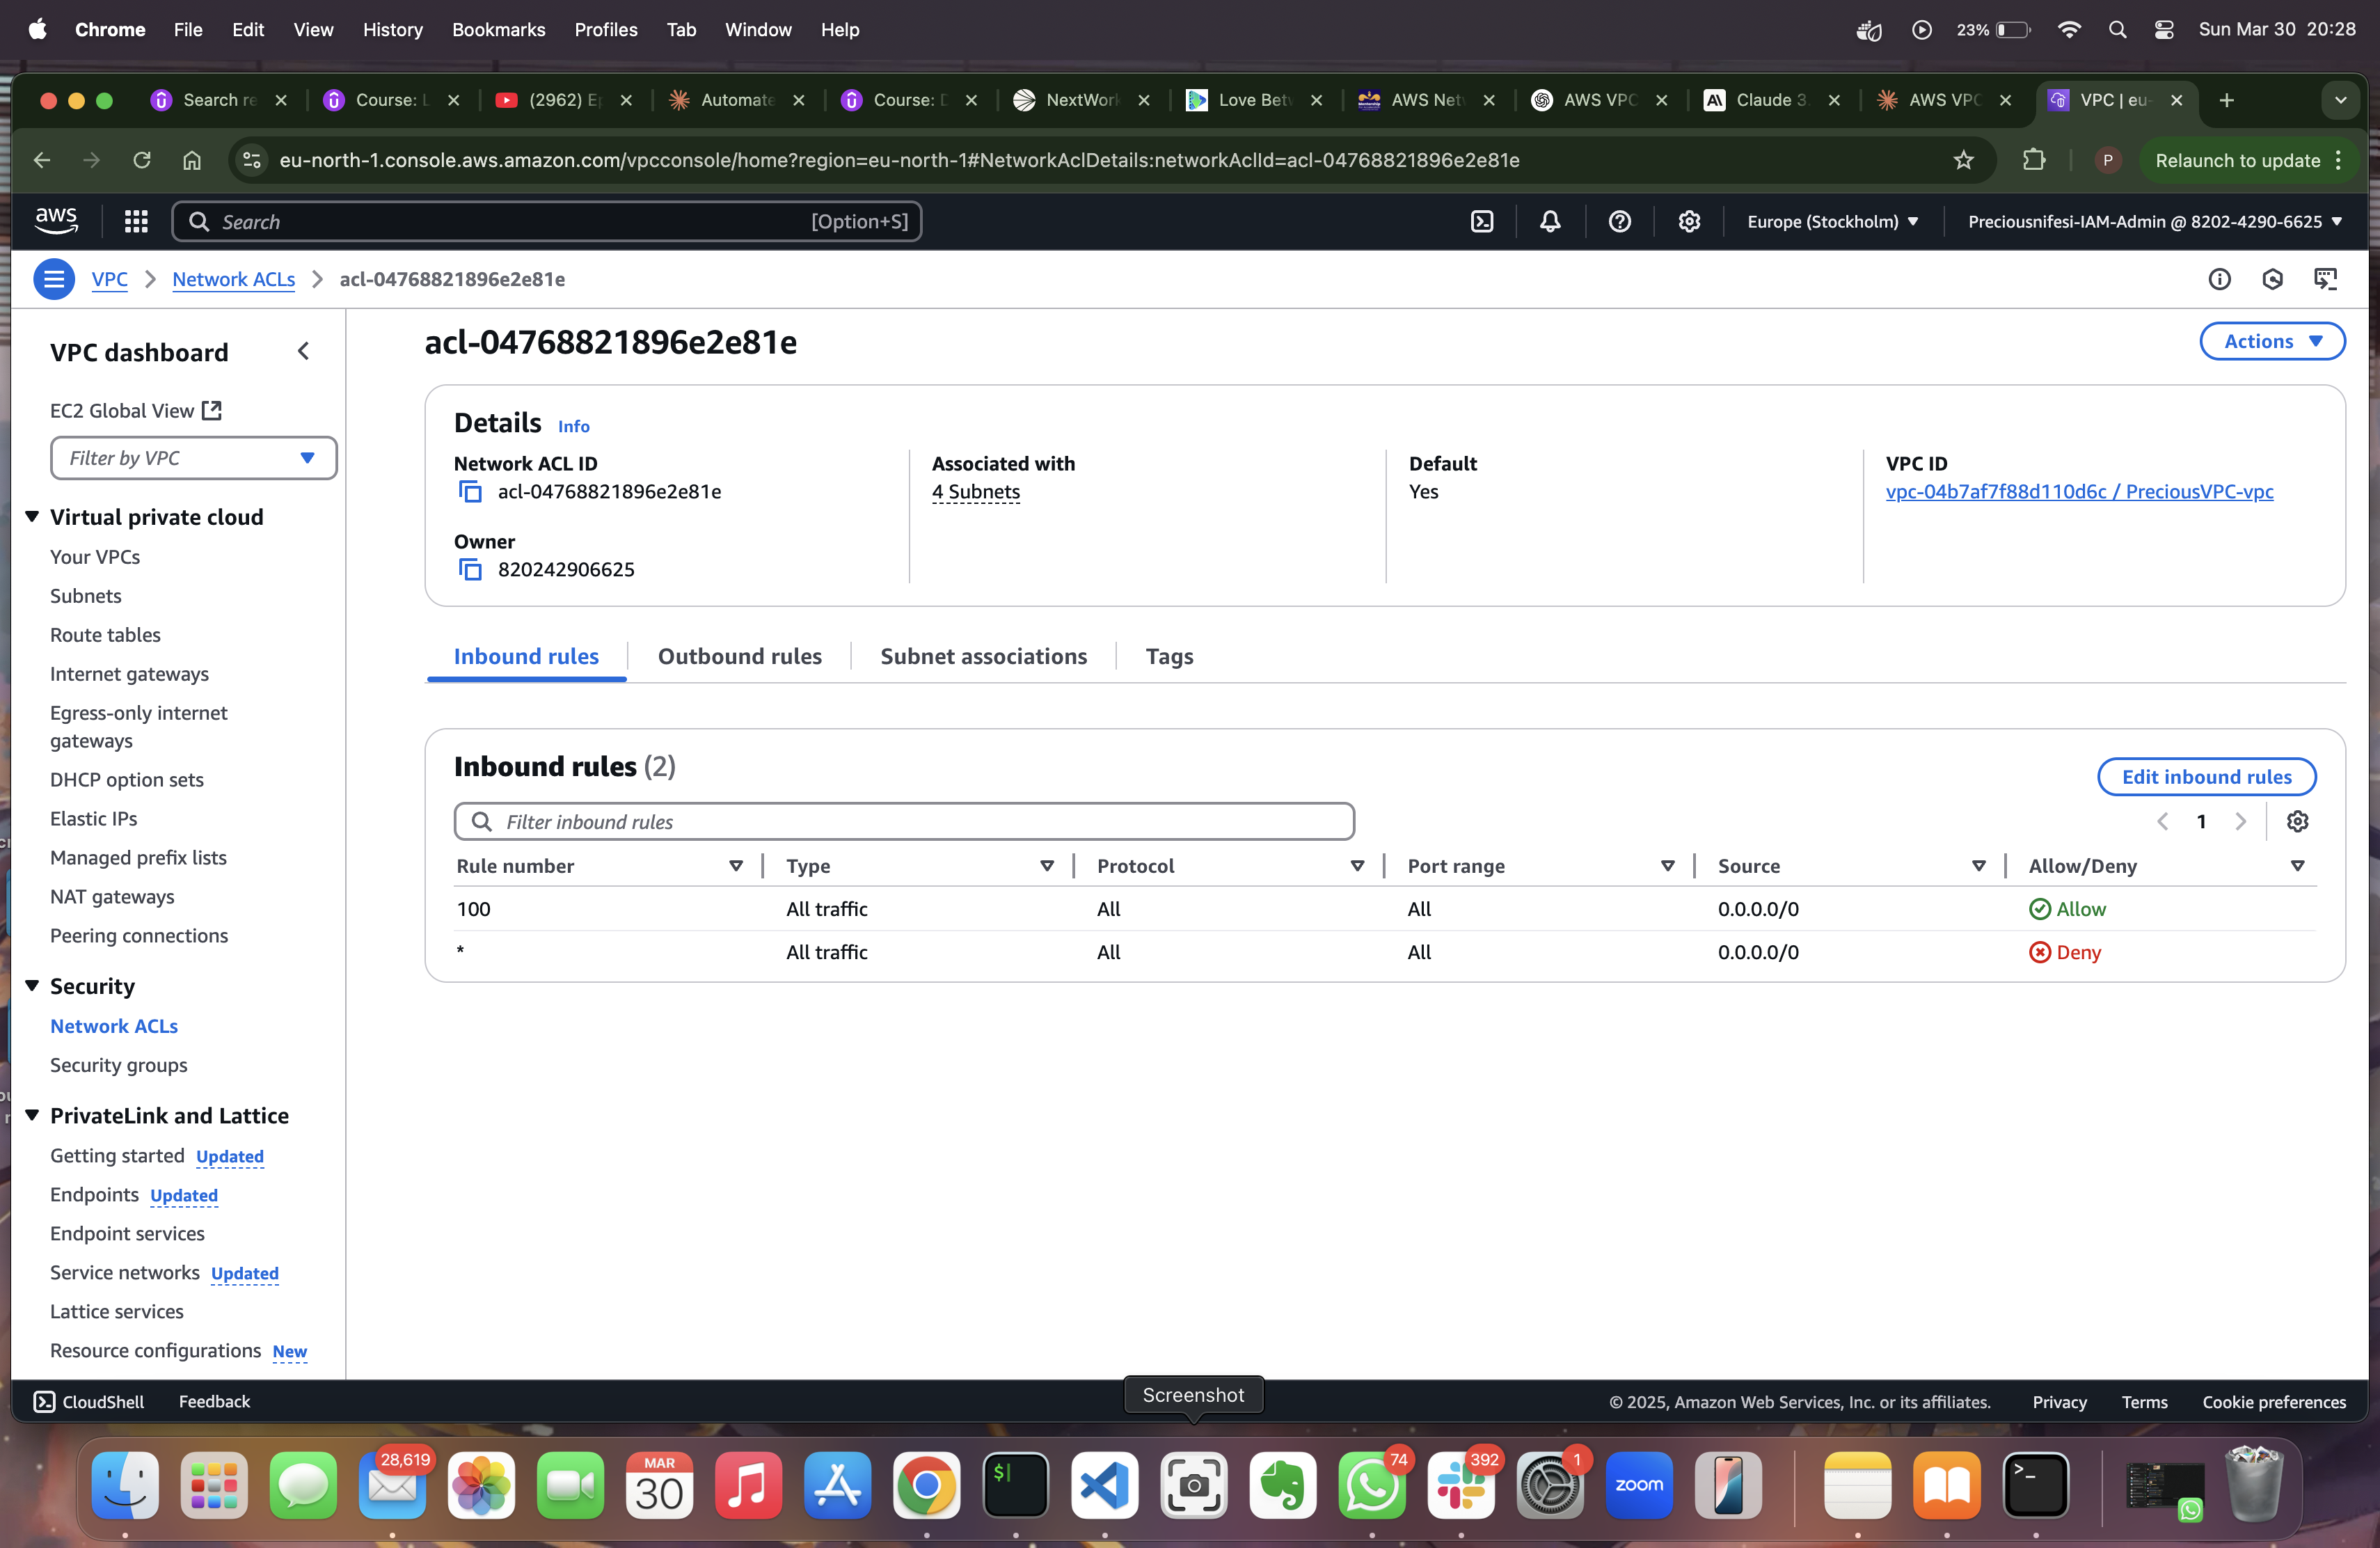 Chrome File Edit View History Bookmarks Profiles Tab Window Help 23% Sun Mar 30 20:28
Search re Course: L (2962) Ep Automate Course: D NextWork Love Betw AWS Netw AWS VPC Claude 3. AWS VPC VPC | eu-
eu-north-1.console.aws.amazon.com/vpcconsole/home?region=eu-north-1#NetworkAclDetails:networkAclId=acl-04768821896e2e81e P Relaunch to update
aws Search [Option+S] Europe (Stockholm) Preciousnifesi-IAM-Admin @ 8202-4290-6625
VPC Network ACLs acl-04768821896e2e81e
VPC dashboard
EC2 Global View
Filter by VPC
Virtual private cloud
Your VPCs
Subnets
Route tables
Internet gateways
Egress-only internet
gateways
DHCP option sets
Elastic IPs
Managed prefix lists
NAT gateways
Peering connections
Security
Network ACLs
Security groups
PrivateLink and Lattice
Getting started Updated
Endpoints Updated
Endpoint services
Service networks Updated
Lattice services
Resource configurations New
acl-04768821896e2e81e
Actions
Details Info
Network ACL ID
acl-04768821896e2e81e
Owner
820242906625
Associated with
4 Subnets
Default
Yes
VPC ID
vpc-04b7af7f88d110d6c / PreciousVPC-vpc
Inbound rules Outbound rules Subnet associations Tags
Inbound rules (2)
Edit inbound rules
Filter inbound rules
1
Rule number Type Protocol Port range Source Allow/Deny
100 All traffic All All 0.0.0.0/0 Allow
* All traffic All All 0.0.0.0/0 Deny
CloudShell Feedback
Screenshot
© 2025, Amazon Web Services, Inc. or its affiliates. Privacy Terms Cookie preferences
28,619
MAR
30
$
74
392
1
zoom
>_